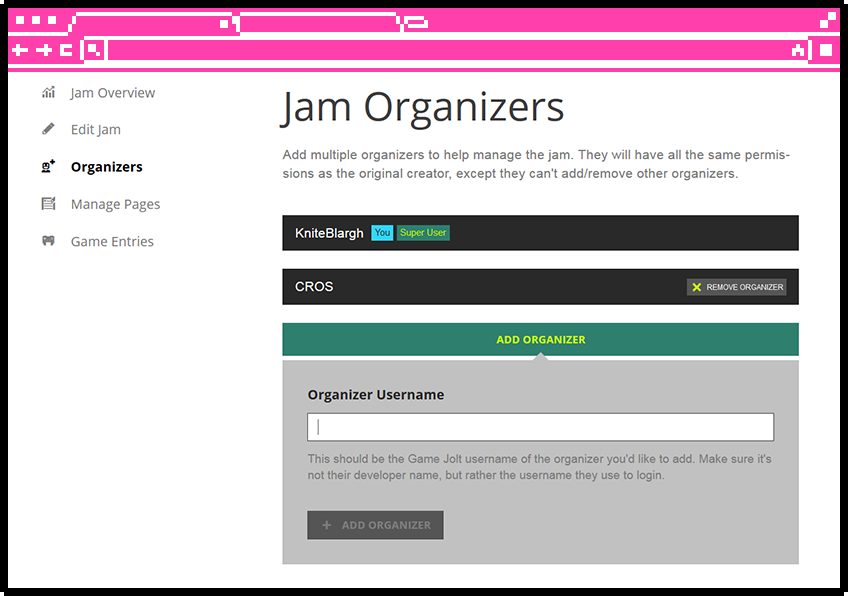 Jam Overview
Edit Jam
Organizers
Manage Pages
Game Entries
Jam Organizers
Add multiple organizers to help manage the jam. They will have all the same permis-
sions as the original creator, except they can't add/remove other organizers.
KniteBlargh You Super User
CROS REMOVE ORGANIZER
ADD ORGANIZER
Organizer Username
This should be the Game Jolt username of the organizer you'd like to add. Make sure it's
not their developer name, but rather the username they use to login.
+ ADD ORGANIZER